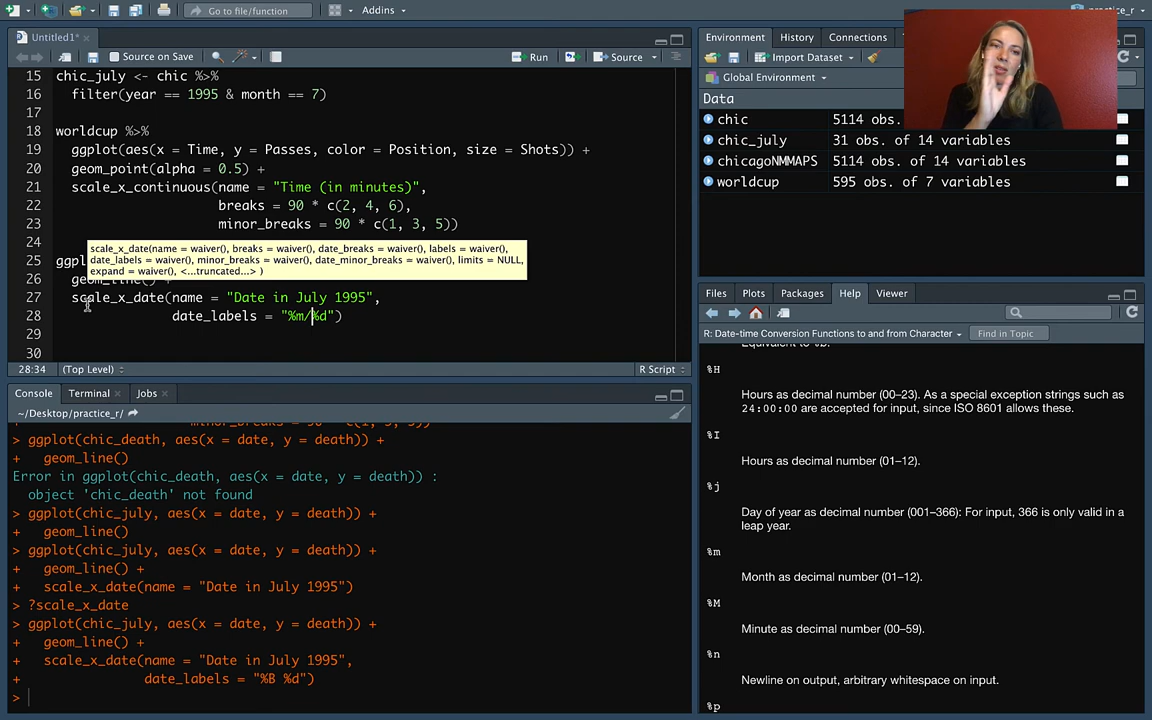 Go to file/function
Addins
practice_r
Untitled1*
Source on Save
Run
Source
15 chic_july <- chic %>%
16 filter(year == 1995 & month == 7)
17
18 worldcup %>%
19 ggplot(aes(x = Time, y = Passes, color = Position, size = Shots)) +
20 geom_point(alpha = 0.5) +
21 scale_x_continuous(name = "Time (in minutes)",
22 breaks = 90 * c(2, 4, 6),
23 minor_breaks = 90 * c(1, 3, 5))
24
scale_x_date(name = waiver(), breaks = waiver(), date_breaks = waiver(), labels = waiver(),
date_labels = waiver(), minor_breaks = waiver(), date_minor_breaks = waiver(), limits = NULL,
expand = waiver(), <...truncated...> )
25 ggpl
26 geom_line() +
27 scale_x_date(name = "Date in July 1995",
28 date_labels = "%m/%d")
29
30
28:34 (Top Level) R Script
Console Terminal Jobs
~/Desktop/practice_r/
> ggplot(chic_death, aes(x = date, y = death)) +
+ geom_line()
Error in ggplot(chic_death, aes(x = date, y = death)) :
object 'chic_death' not found
> ggplot(chic_july, aes(x = date, y = death)) +
+ geom_line()
> ggplot(chic_july, aes(x = date, y = death)) +
+ geom_line() +
+ scale_x_date(name = "Date in July 1995")
> ?scale_x_date
> ggplot(chic_july, aes(x = date, y = death)) +
+ geom_line() +
+ scale_x_date(name = "Date in July 1995",
+ date_labels = "%B %d")
>
Environment History Connections
Import Dataset
Global Environment
Data
chic 5114 obs.
chic_july 31 obs. of 14 variables
chicagoNMMAPS 5114 obs. of 14 variables
worldcup 595 obs. of 7 variables
Files Plots Packages Help Viewer
R: Date-time Conversion Functions to and from Character Find in Topic
Equivalent to %b.
%H
Hours as decimal number (00–23). As a special exception strings such as
24:00:00 are accepted for input, since ISO 8601 allows these.
%I
Hours as decimal number (01–12).
%j
Day of year as decimal number (001–366): For input, 366 is only valid in a
leap year.
%m
Month as decimal number (01–12).
%M
Minute as decimal number (00–59).
%n
Newline on output, arbitrary whitespace on input.
%p